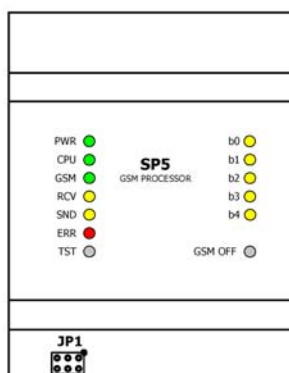 PWR b0
CPU SP5 b1
GSM GSM PROCESSOR b2
RCV b3
SND b4
ERR
TST GSM OFF
JP1